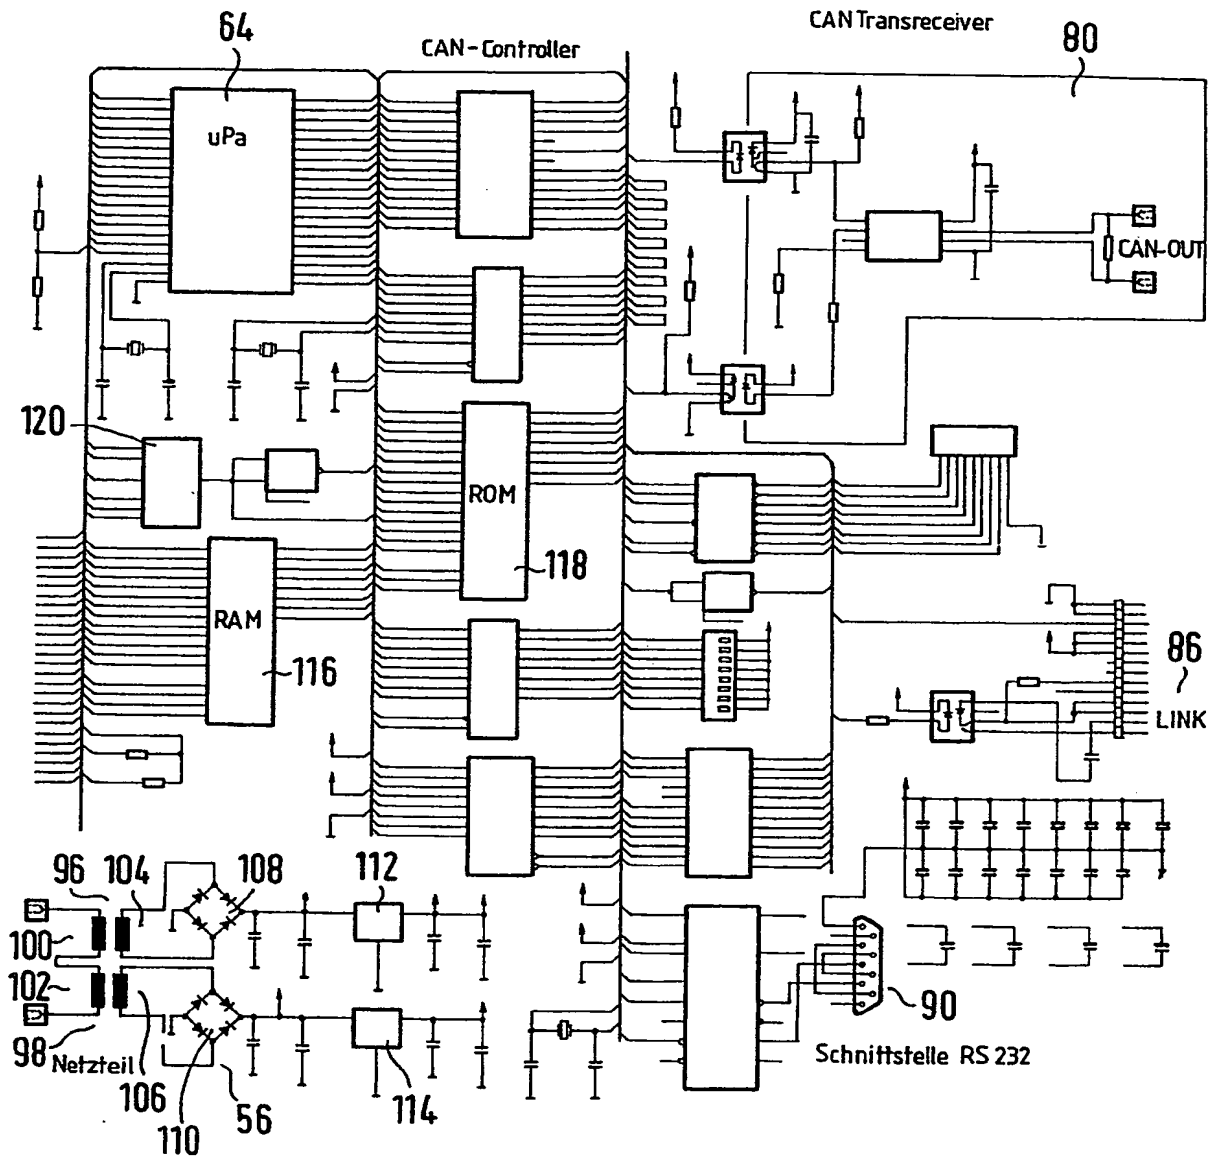 64
CAN-Controller
CAN Transreceiver
80
uPa
CAN-OUT
120
ROM
118
RAM
116
86
LINK
96
104
108
112
100
102
98
Netzteil
106
110
56
114
90
Schnittstelle RS 232